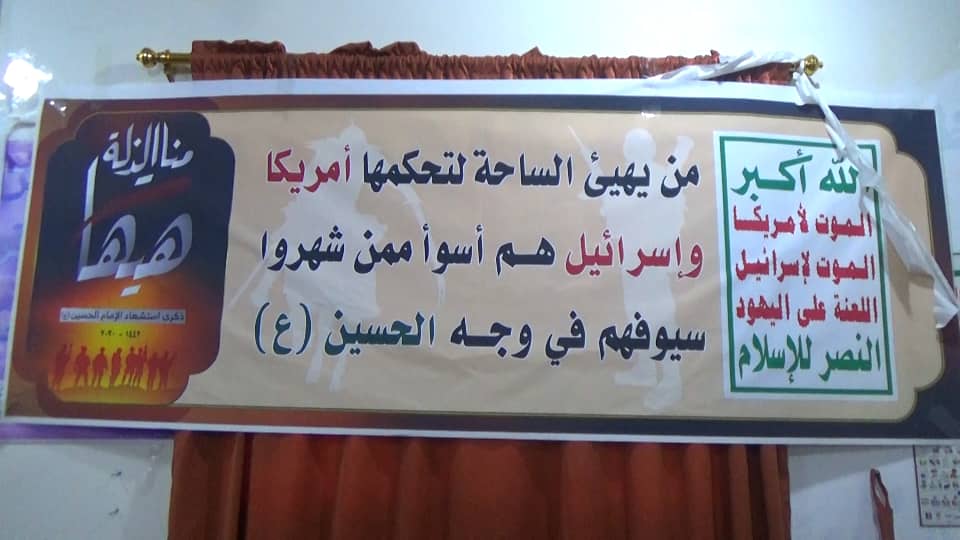 الله أكبر
الموت لأمريكا
الموت لإسرائيل
اللعنة على اليهود
النصر للإسلام
من يهيئ الساحة لتحكمها أمريكا
وإسرائيل هم أسوأ ممن شهروا
سيوفهم في وجه الحسين (ع)
هيهات
منا الذلة
ذكرى استشهاد الإمام الحسين (ع)
١٤٤٢ - ٢٠٢٠